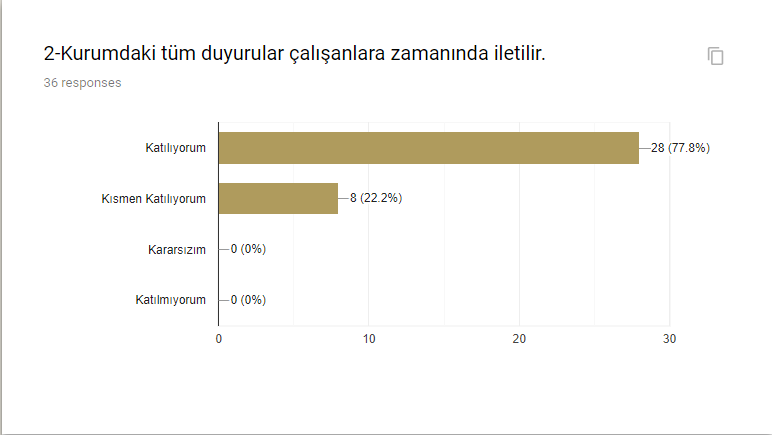 2-Kurumdaki tüm duyurular çalışanlara zamanında iletilir.
36 responses
Katılıyorum 28 (77.8%)
Kısmen Katılıyorum 8 (22.2%)
Kararsızım 0 (0%)
Katılmıyorum 0 (0%)
0 10 20 30